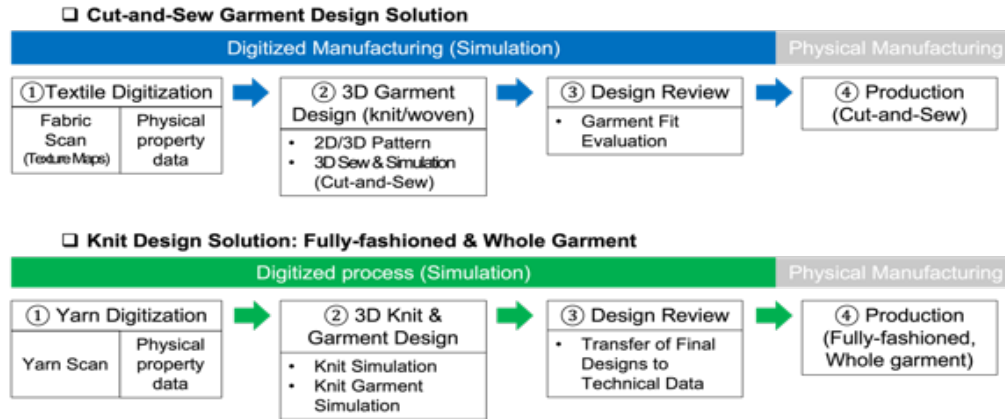 ❑ Cut-and-Sew Garment Design Solution
Digitized Manufacturing (Simulation)
Physical Manufacturing
①Textile Digitization
Fabric
Scan
(Texture Maps)
Physical
property
data
② 3D Garment
Design (knit/woven)
• 2D/3D Pattern
• 3D Sew & Simulation
(Cut-and-Sew)
③ Design Review
• Garment Fit
Evaluation
④ Production
(Cut-and-Sew)
❑ Knit Design Solution: Fully-fashioned & Whole Garment
Digitized process (Simulation)
Physical Manufacturing
① Yarn Digitization
Yarn Scan
Physical
property
data
② 3D Knit &
Garment Design
• Knit Simulation
• Knit Garment
Simulation
③ Design Review
• Transfer of Final
Designs to
Technical Data
④ Production
(Fully-fashioned,
Whole garment)